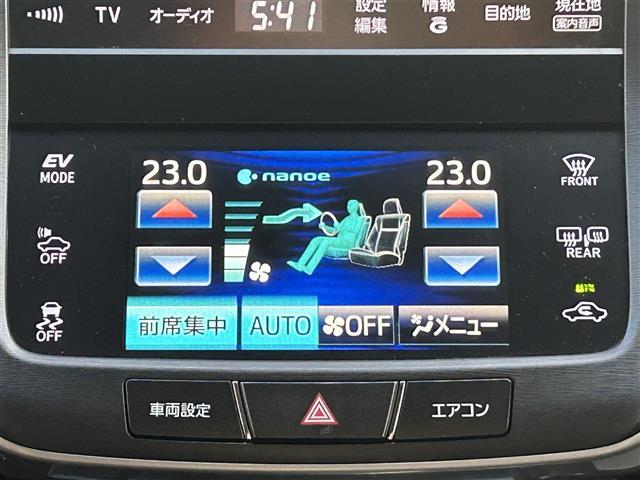 TV オーディオ 5:41 設定 編集 情報 G 目的地 現在地 案内音声
EV MODE
23.0 nanoe 23.0
FRONT
OFF
REAR
OFF
前席集中 AUTO OFF メニュー
車両設定 エアコン